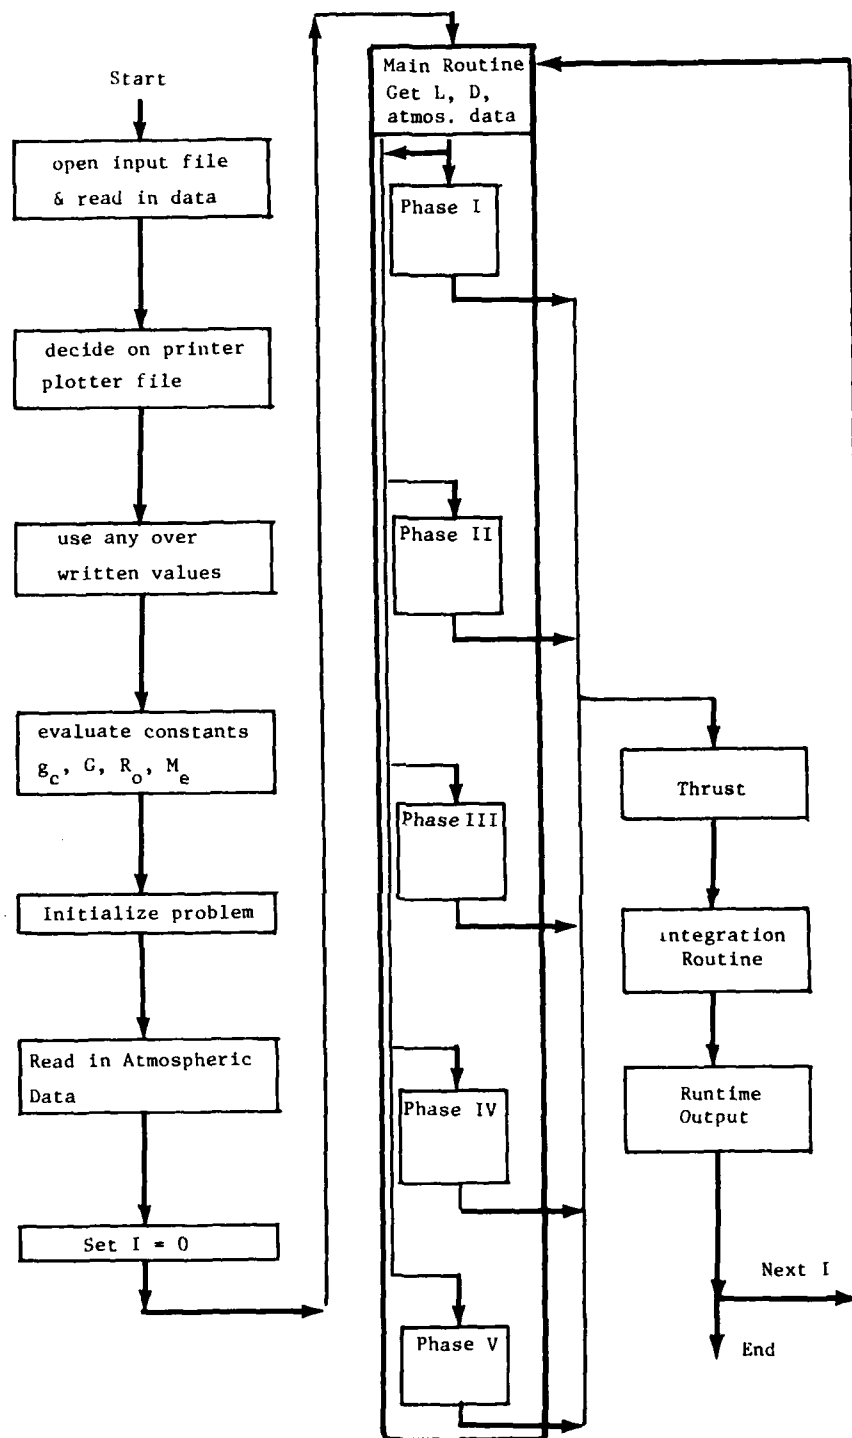 Start
open input file
& read in data
decide on printer
plotter file
use any over
written values
evaluate constants
g_c, G, R_o, M_e
Initialize problem
Read in Atmospheric
Data
Set I = 0
Main Routine
Get L, D,
atmos. data
Phase I
Phase II
Phase III
Phase IV
Phase V
Thrust
Integration
Routine
Runtime
Output
Next I
End